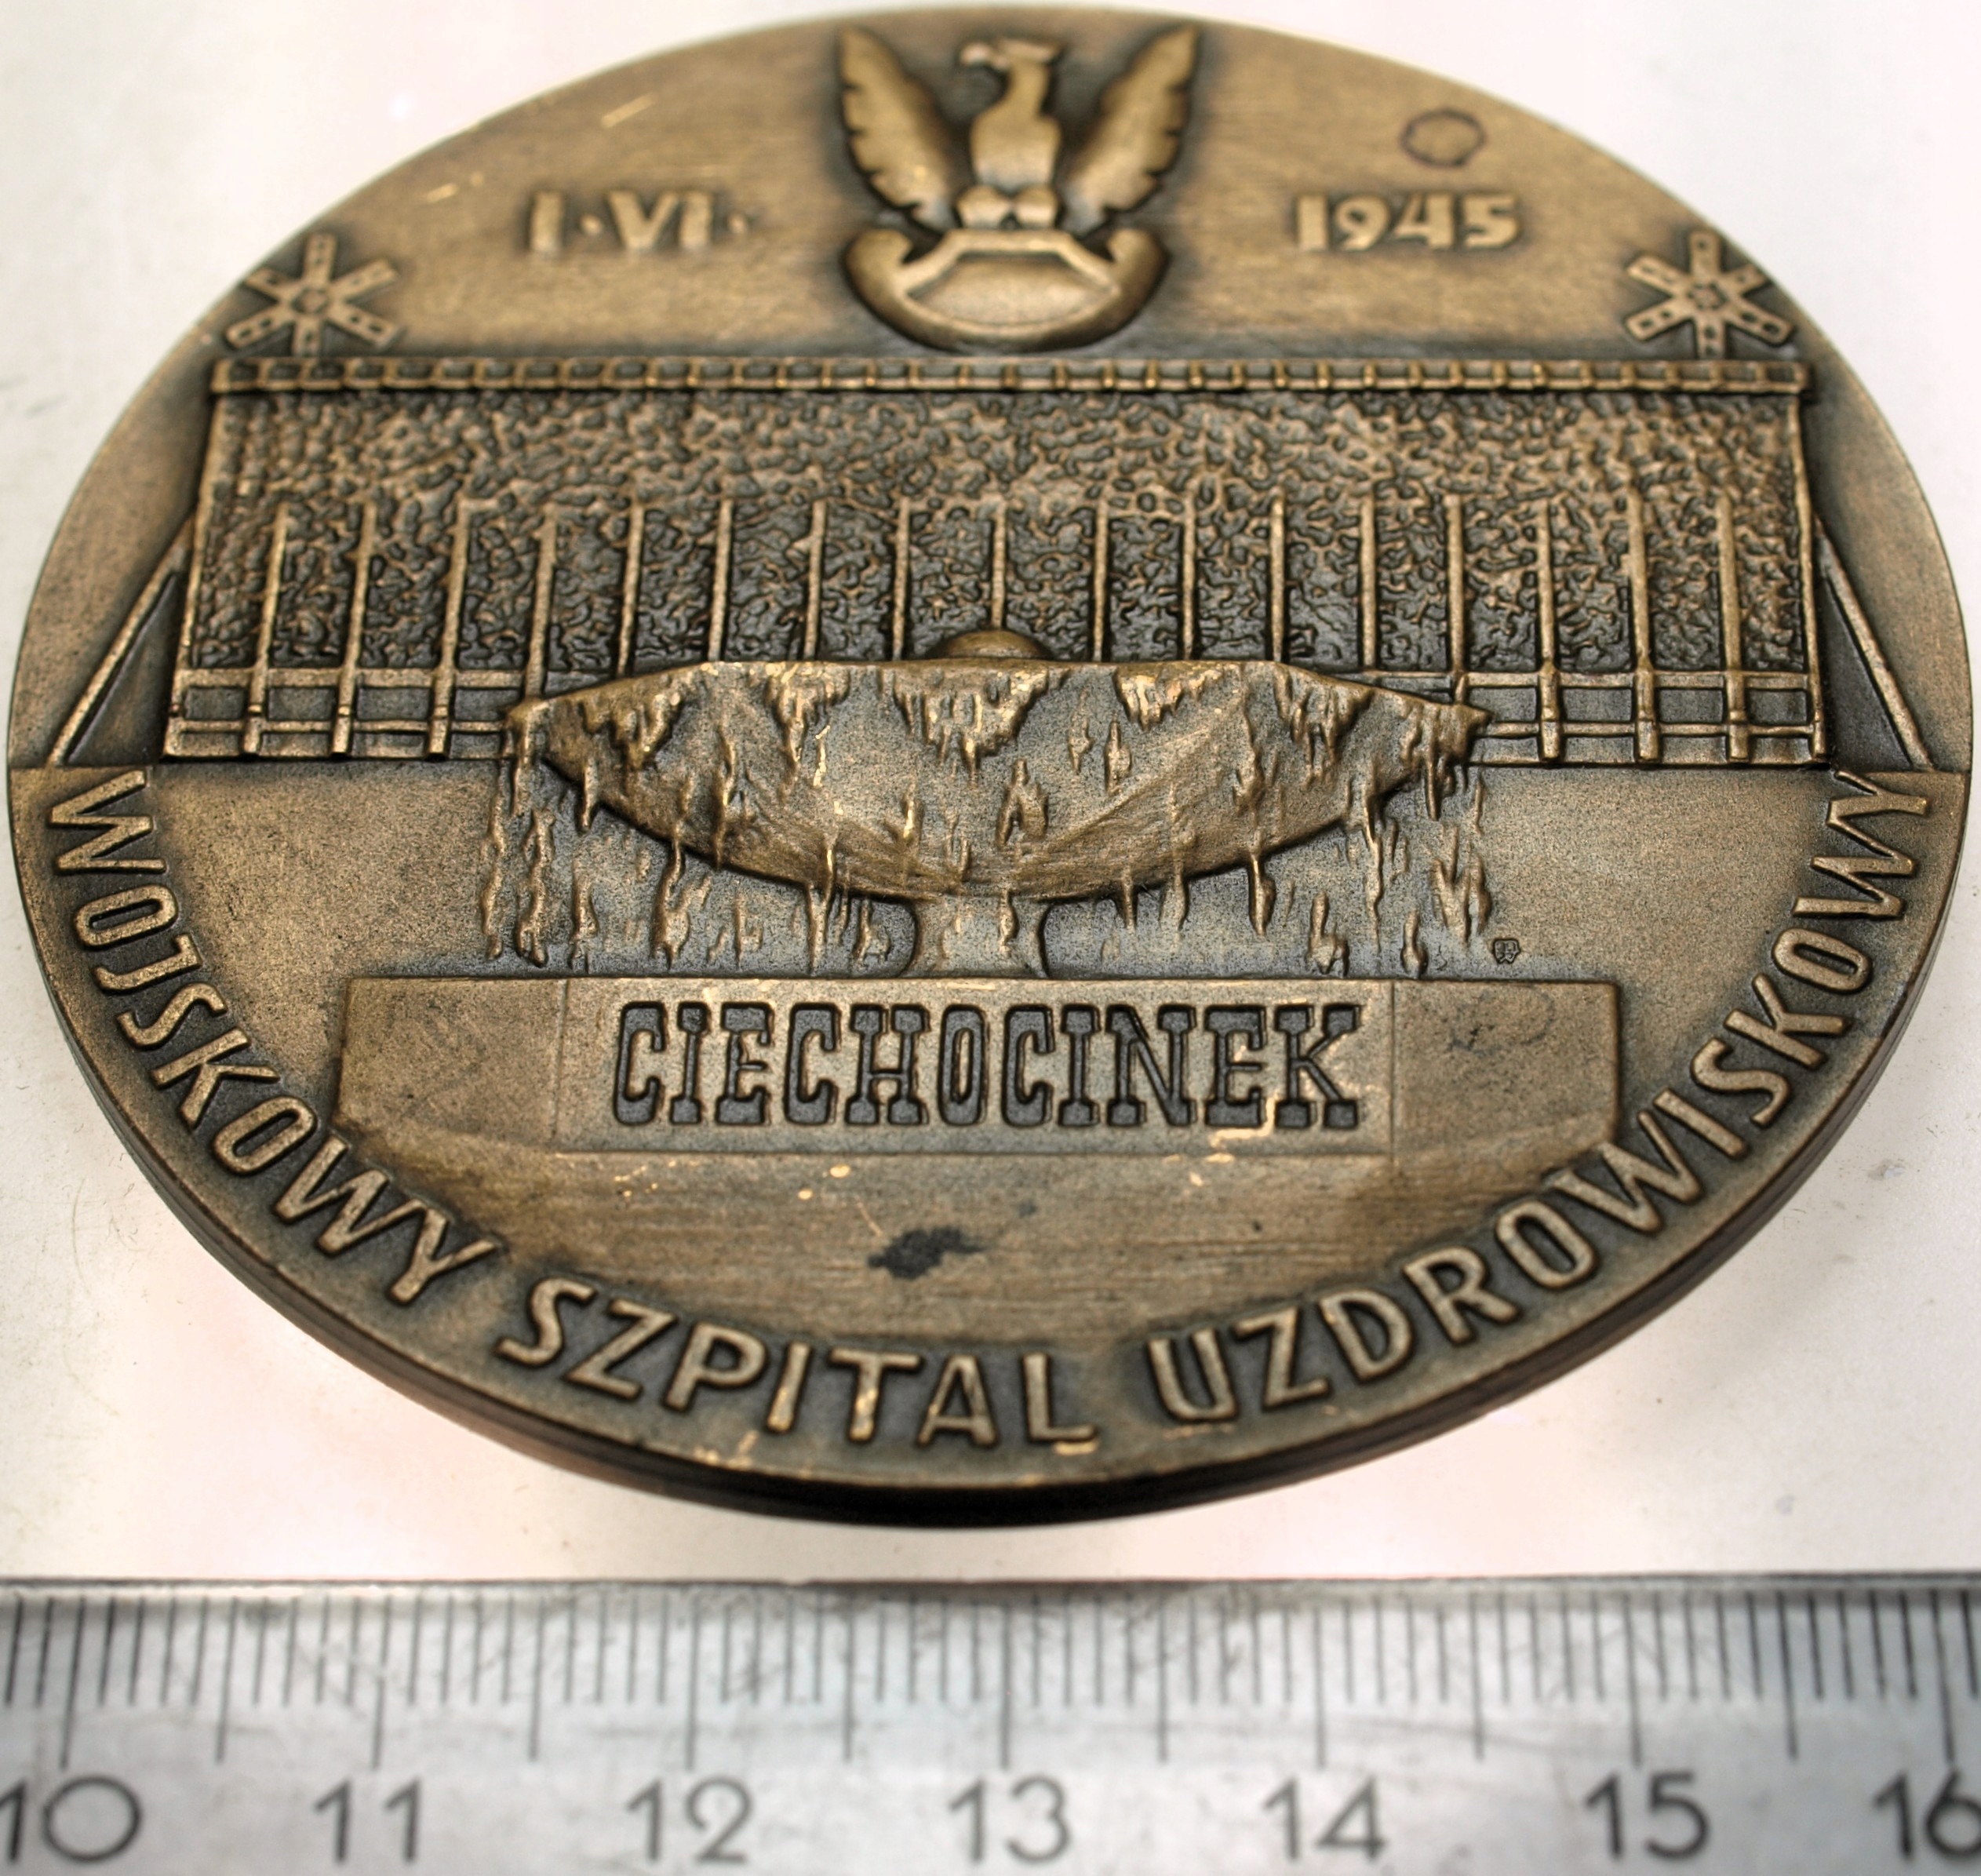 I·VI· 1945
CIECHOCINEK
WOJSKOWY SZPITAL UZDROWISKOWY
10 11 12 13 14 15 16